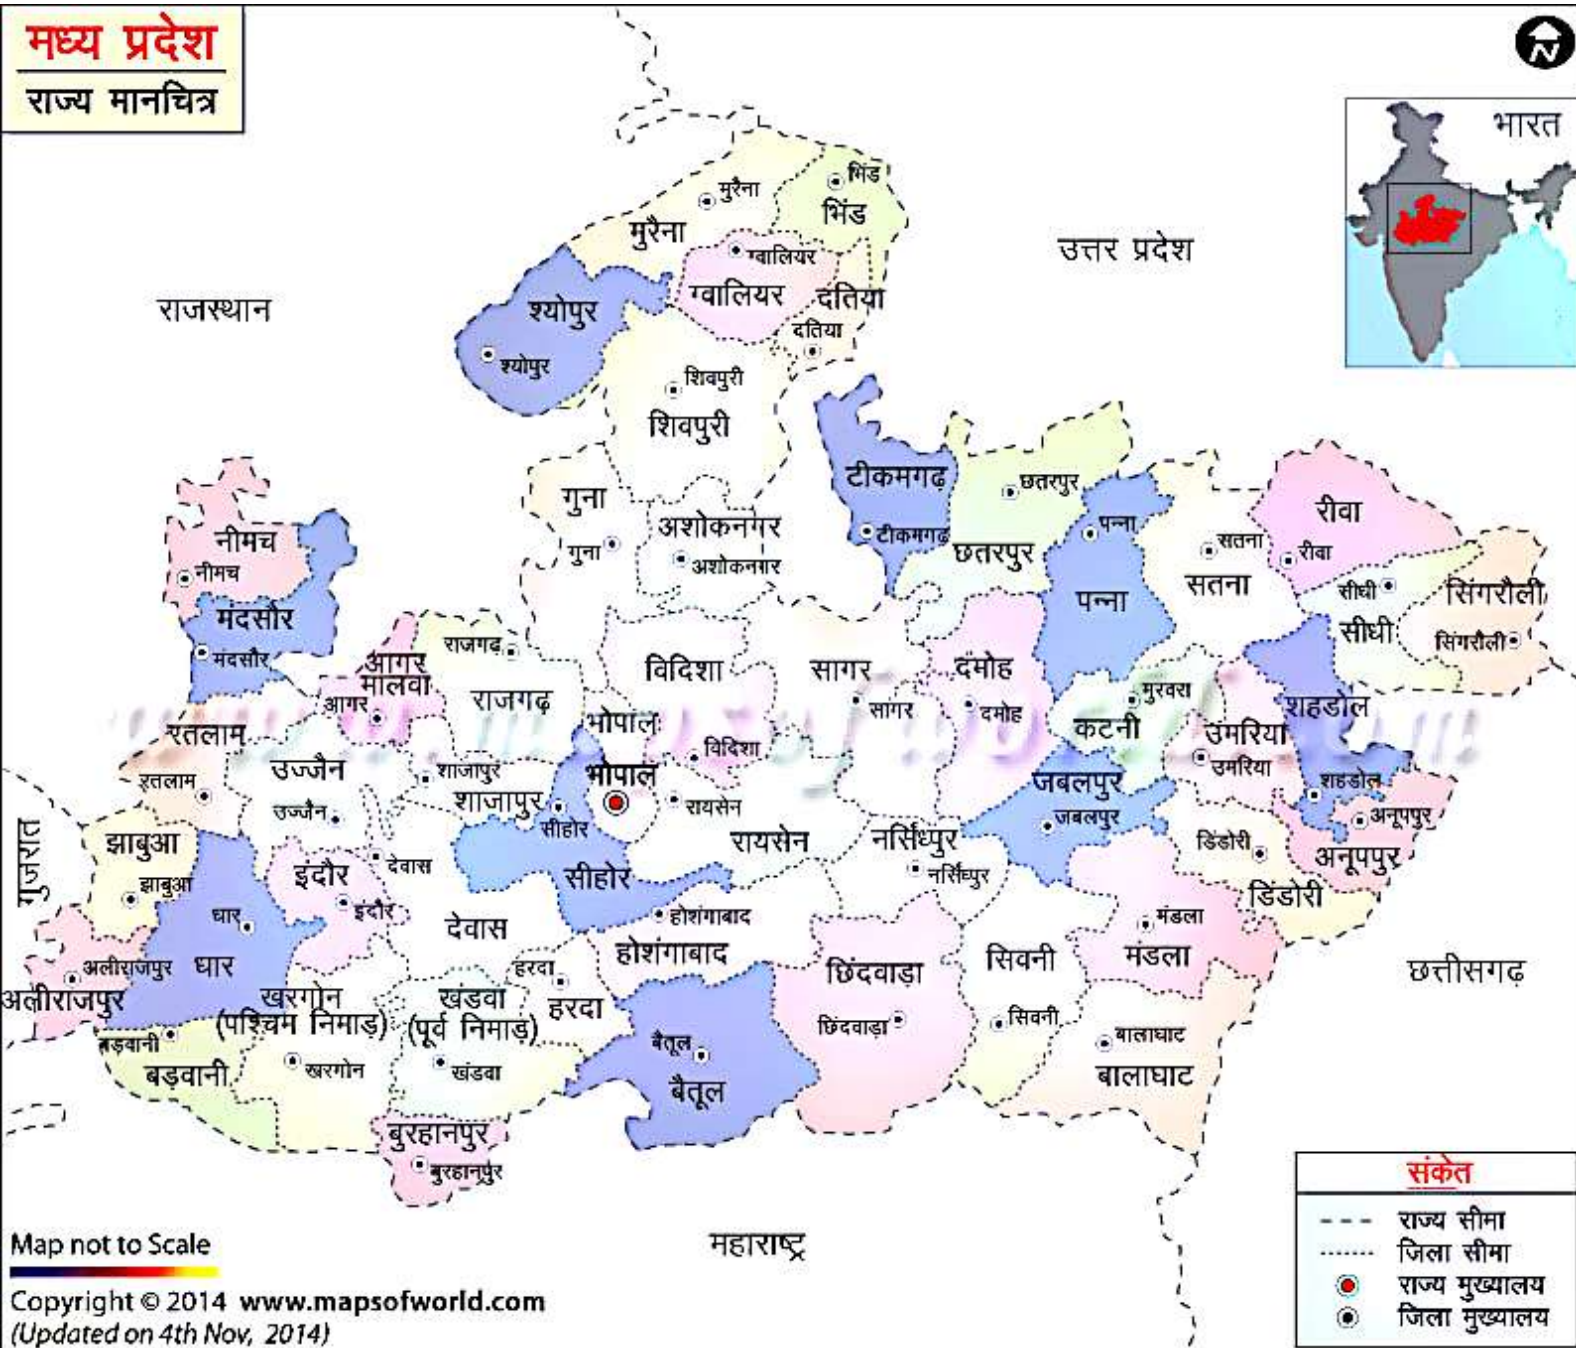 मध्य प्रदेश
राज्य मानचित्र
N
भारत
भिंड
मुरैना
भिंड
मुरैना
ग्वालियर
उत्तर प्रदेश
राजस्थान
श्योपुर
ग्वालियर
दतिया
दतिया
श्योपुर
शिवपुरी
शिवपुरी
टीकमगढ़
छतरपुर
गुना
अशोकनगर
पन्ना
रीवा
नीमच
गुना
टीकमगढ़
सतना
रीवा
नीमच
अशोकनगर
छतरपुर
सतना
सीधी
सिंगरौली
पन्ना
मंदसौर
सीधी
सिंगरौली
मंदसौर
राजगढ़
आगर
मालवा
विदिशा
सागर
दमोह
राजगढ़
आगर
सागर
दमोह
मुरवरा
शहडोल
रतलाम
भोपाल
विदिशा
कटनी
उमरिया
उमरिया
उज्जैन
शाजापुर
भोपाल
जबलपुर
शहडोल
रतलाम
शाजापुर
सीहोर
रायसेन
जबलपुर
अनूपपुर
उज्जैन
रायसेन
नर्सिंधपुर
डिंडोरी
गुजरात
झाबुआ
इंदौर
देवास
सीहोर
नर्सिंधपुर
अनूपपुर
झाबुआ
इंदौर
डिंडोरी
धार
देवास
होशंगाबाद
मंडला
अलीराजपुर
धार
होशंगाबाद
छिंदवाड़ा
सिवनी
मंडला
छत्तीसगढ़
अलीराजपुर
खरगोन
(पश्चिम निमाड़)
खंडवा
(पूर्व निमाड़)
हरदा
हरदा
छिंदवाड़ा
सिवनी
बड़वानी
बैतूल
बालाघाट
बड़वानी
खरगोन
खंडवा
बैतूल
बालाघाट
बुरहानपुर
बुरहानपुर
महाराष्ट्र
संकेत
राज्य सीमा
जिला सीमा
राज्य मुख्यालय
जिला मुख्यालय
Map not to Scale
Copyright © 2014 www.mapsofworld.com
(Updated on 4th Nov, 2014)